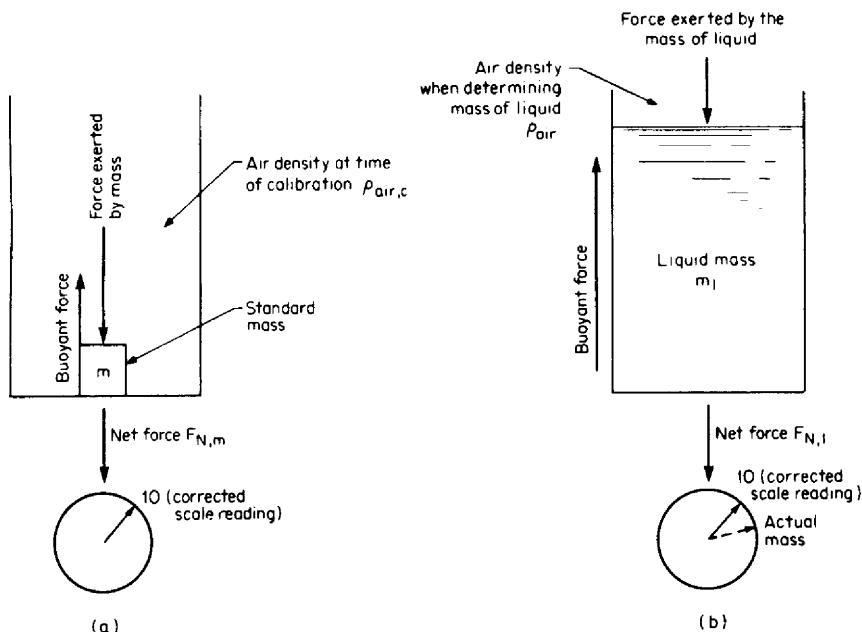 Force exerted
by mass
Buoyant force
Air density at time
of calibration ρair,c
Standard
mass
m
Net force FN,m
10 (corrected
scale reading)
(a)
Force exerted by the
mass of liquid
Air density
when determining
mass of liquid
ρair
Buoyant force
Liquid mass
ml
Net force FN,l
10 (corrected
scale reading)
Actual
mass
(b)